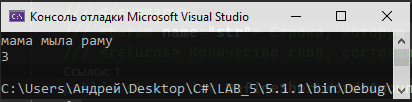 Консоль отладки Microsoft Visual Studio
мама мыла раму
3
C:\Users\Андрей\Desktop\C#\LAB_5\5.1.1\bin\Debug\